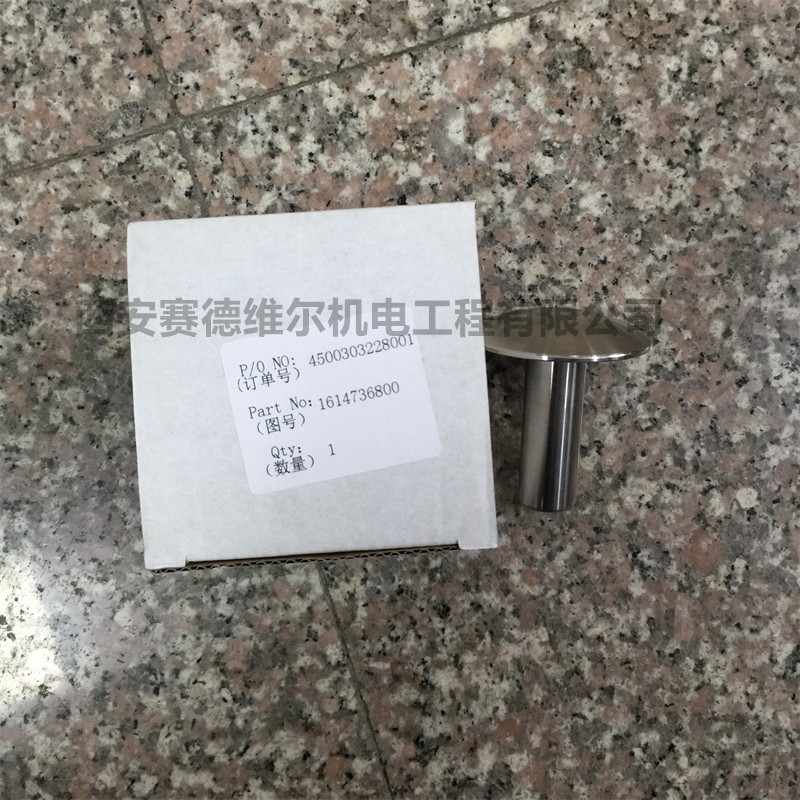 西安赛德维尔机电工程有限公司
P/O NO: 4500303228001
(订单号)
Part No: 1614736800
(图号)
Qty: 1
(数量)